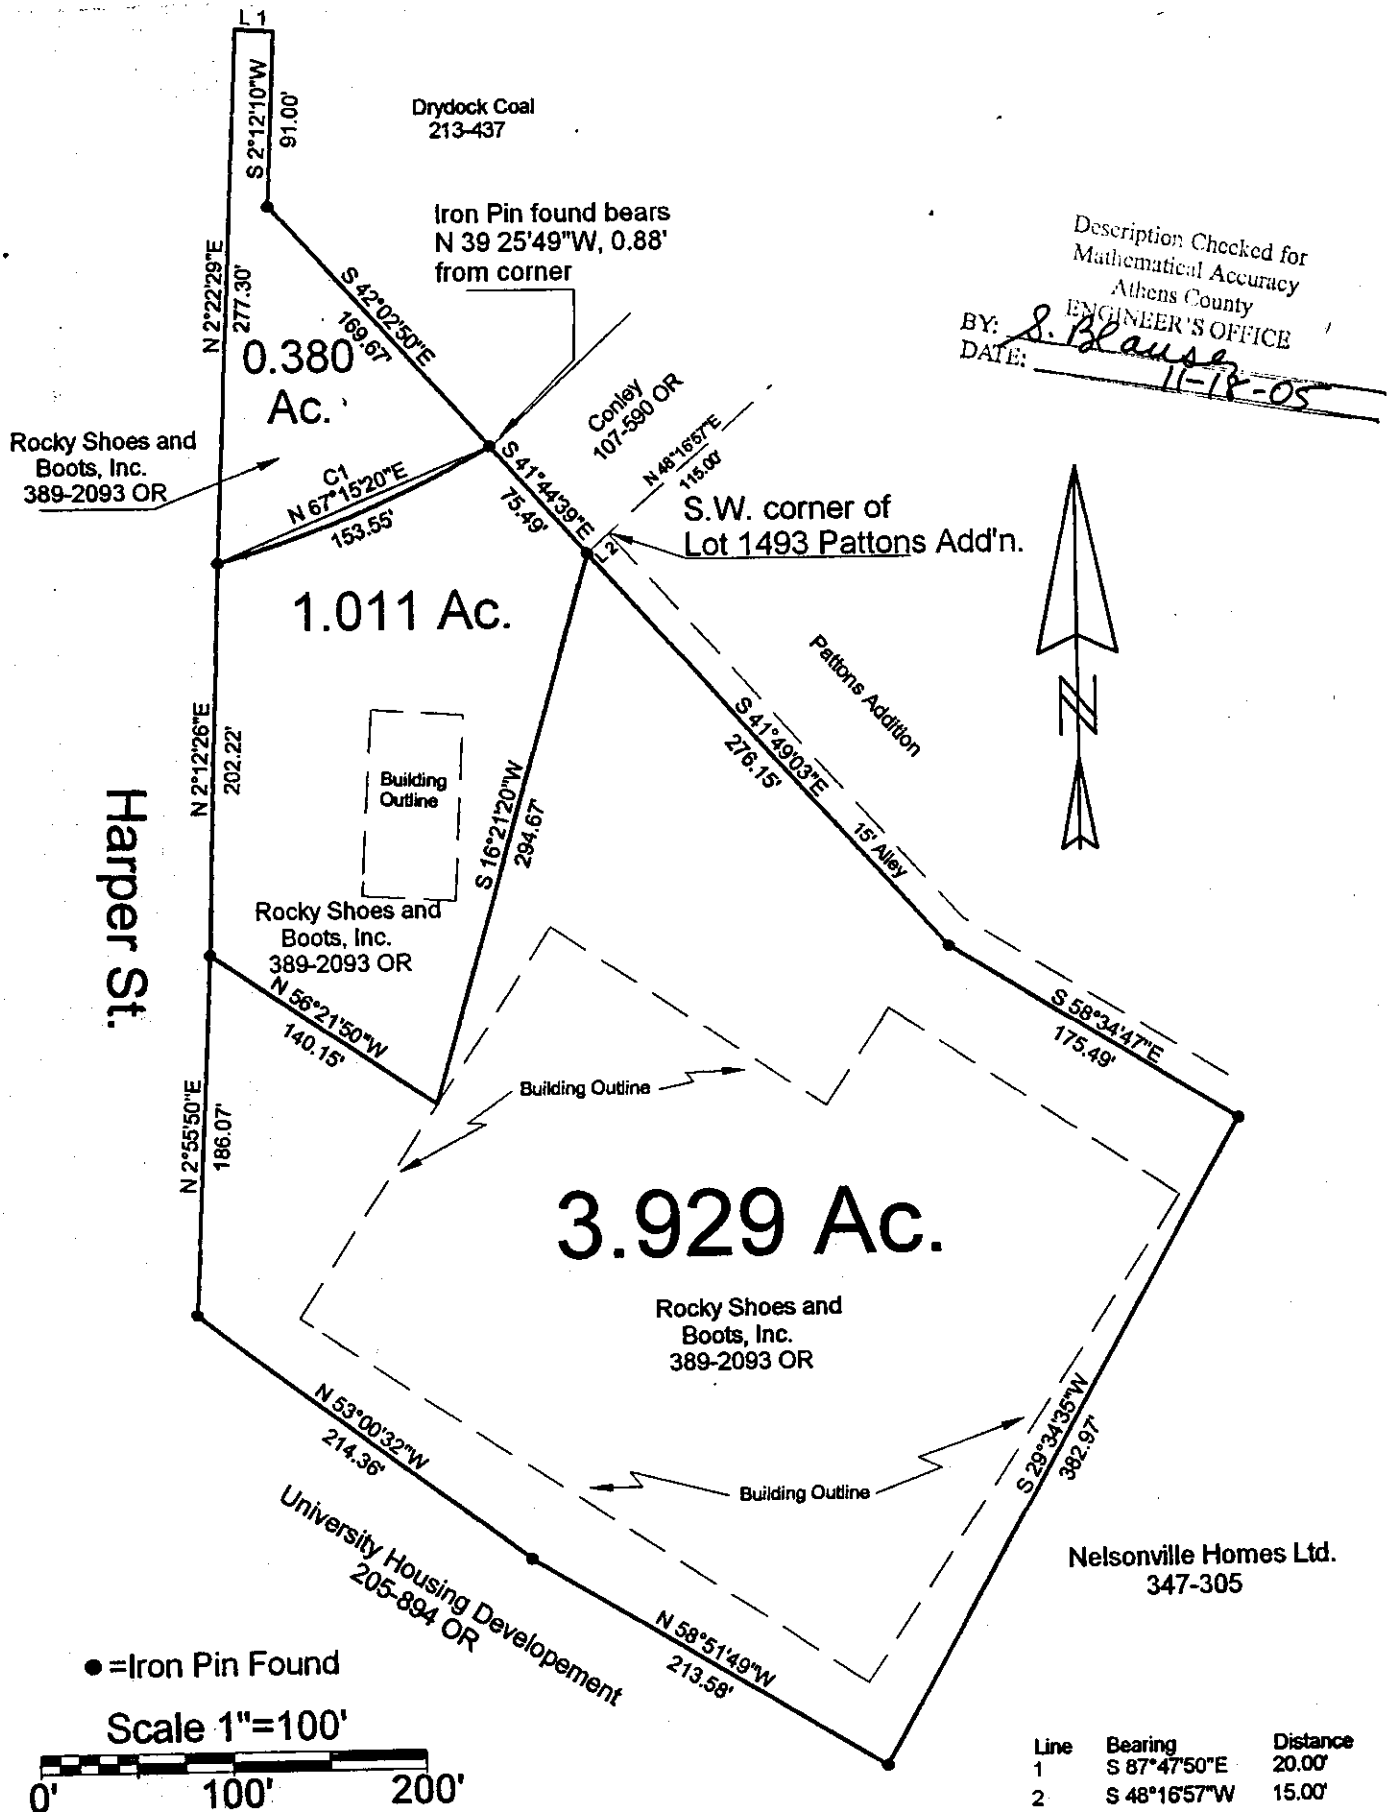 L 1
S 2°12'10"W
91.00'
Drydock Coal
213-437
Iron Pin found bears
N 39 25'49"W, 0.88'
from corner
Description Checked for
Mathematical Accuracy
Athens County
ENGINEER'S OFFICE
BY: S. Blauser
DATE: 11-18-05
N 2°22'29"E
277.30'
S 42°02'50"E
169.67'
0.380
Ac.
Rocky Shoes and
Boots, Inc.
389-2093 OR
C1
N 67°15'20"E
153.55'
Conley
107-590 OR
N 48°16'57"E
115.00'
S 41°44'39"E
75.49'
L 2
S.W. corner of
Lot 1493 Pattons Add'n.
1.011 Ac.
Pattons Addition
S 41°49'03"E
276.15'
15' Alley
N 2°12'26"E
202.22'
Building
Outline
S 16°21'20"W
294.67'
Harper St.
N
Rocky Shoes and
Boots, Inc.
389-2093 OR
N 56°21'50"W
140.15'
S 58°34'47"E
175.49'
Building Outline
N 2°55'50"E
186.07'
3.929 Ac.
Rocky Shoes and
Boots, Inc.
389-2093 OR
N 53°00'32"W
214.36'
S 29°34'35"W
382.97'
Building Outline
University Housing Developement
205-894 OR
Nelsonville Homes Ltd.
347-305
N 58°51'49"W
213.58'
=Iron Pin Found
Scale 1"=100'
0' 100' 200'
Line Bearing Distance
1 S 87°47'50"E 20.00'
2 S 48°16'57"W 15.00'